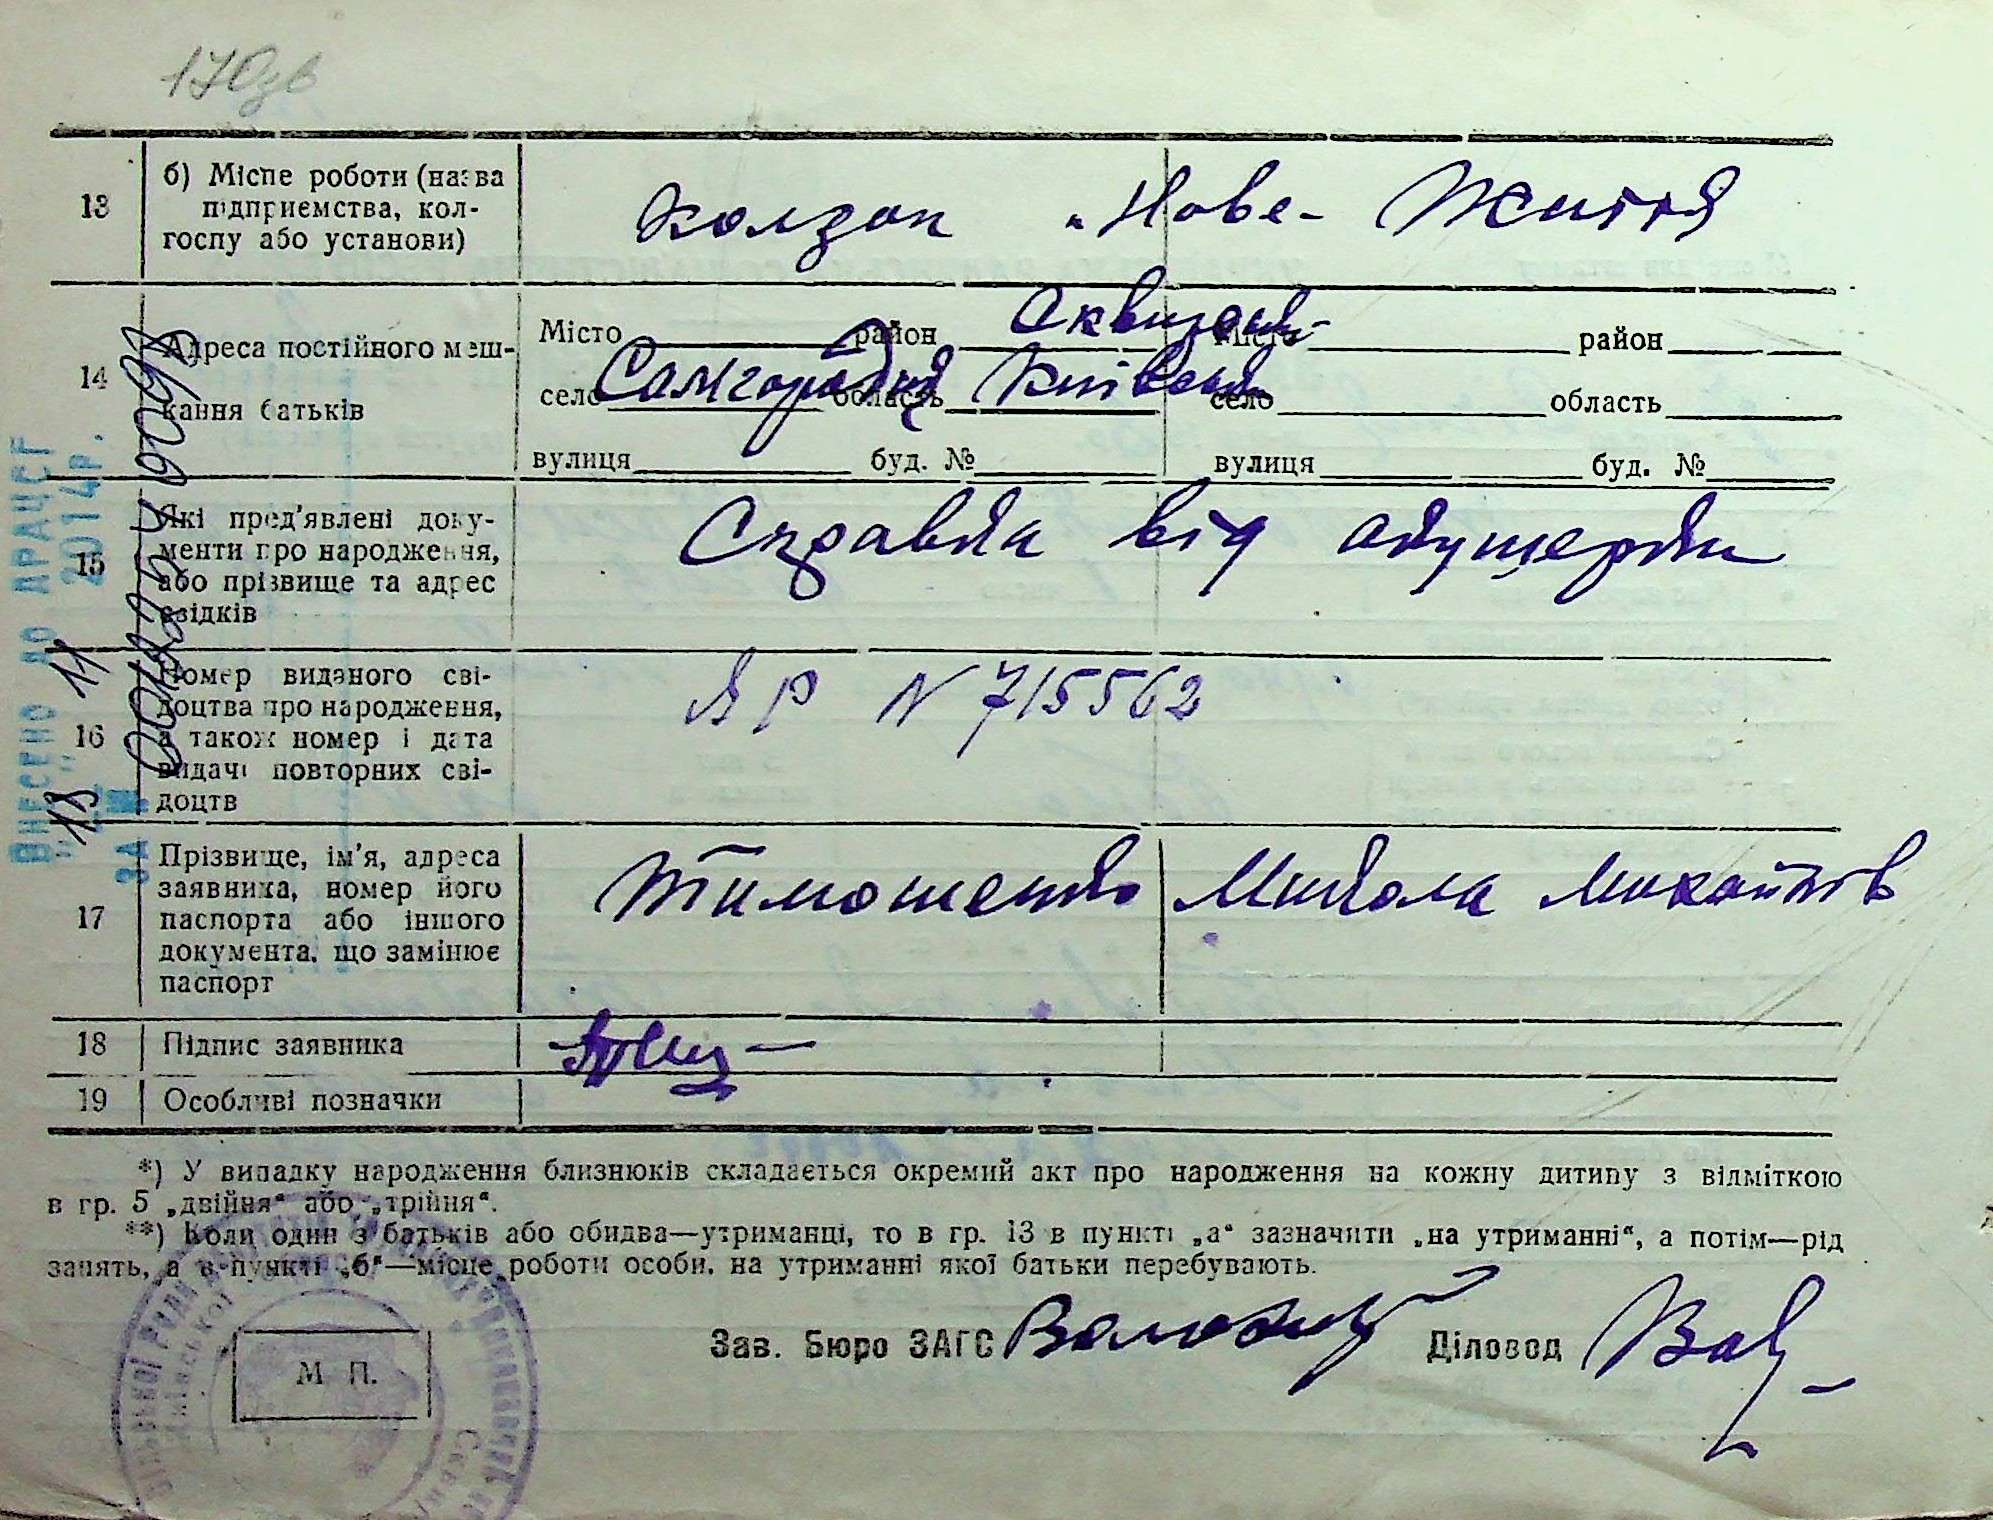 170зв
13
б) Місце роботи (назва
підприємства, кол-
госпу або установи)
колгосп „Нове - Життя
14
Адреса постійного меш-
кання батьків
Місто район Сквирський Місто район
село Самгородок область Київська село область
вулиця буд. № вулиця буд. №
15
Які пред'явлені доку-
менти про народження,
або прізвище та адрес
свідків
Справка від акушерки
16
Номер виданого сві-
доцтва про народження,
а також номер і дата
видачі повторних сві-
доцтв
ЯР N 715562
17
Прізвище, ім'я, адреса
заявника, номер його
паспорта або іншого
документа, що замінює
паспорт
Тимошенко Микола Михайлов
18
Підпис заявника
19
Особливі позначки
*) У випадку народження близнюків складається окремий акт про народження на кожну дитину з відміткою
в гр. 5 „двійня“ або „трійня“.
**) Коли один з батьків або обидва—утриманці, то в гр. 13 в пункті „а“ зазначити „на утриманні“, а потім—рід
занять, а в пункті „б“—місце роботи особи, на утриманні якої батьки перебувають.
М П.
Зав. Бюро ЗАГС Діловод
ВНЕСЕНО ДО ДРАЦСГ
„18“ 11 2014р.
ЗА №